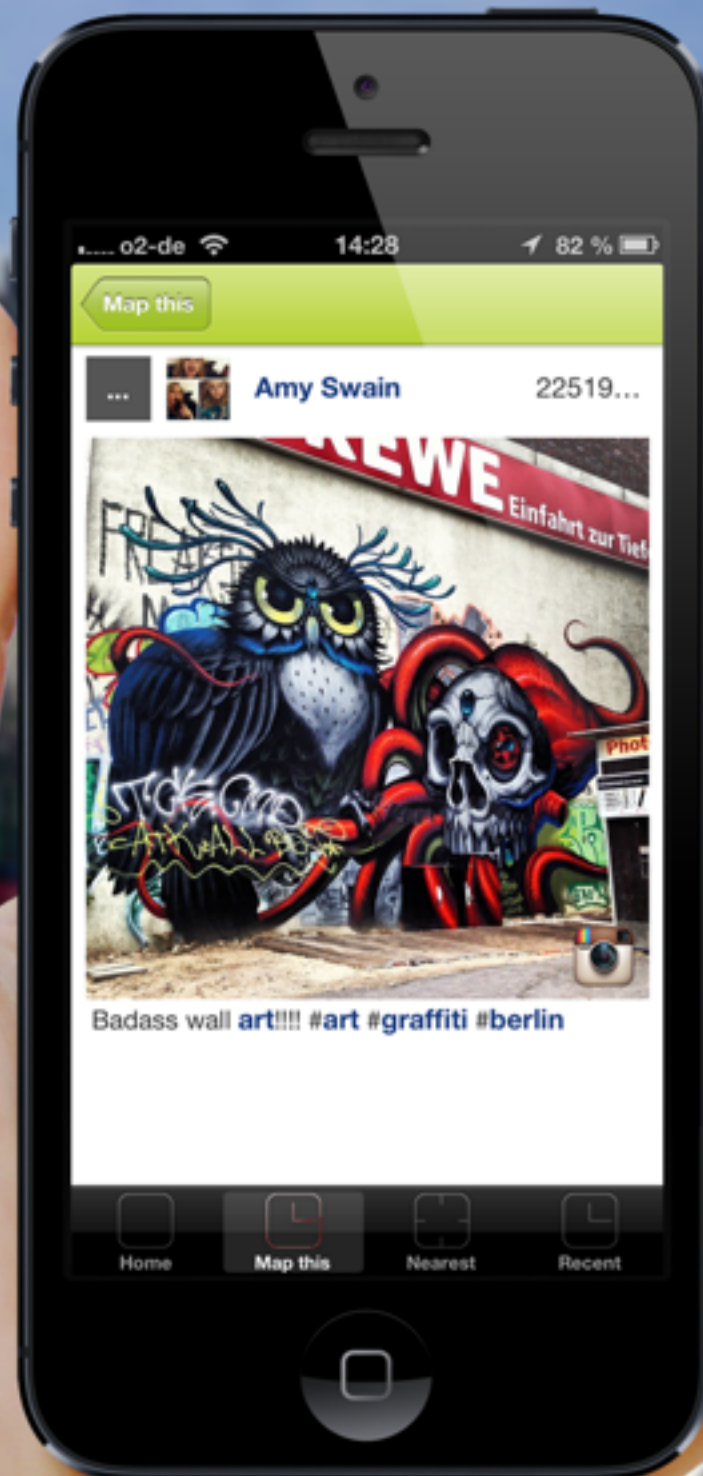 ..... o2-de 14:28 82 %
Map this
... Amy Swain 22519...
REWE
Einfahrt zur Tief
FREAKE
Phot
Badass wall art!!!! #art #graffiti #berlin
Home Map this Nearest Recent